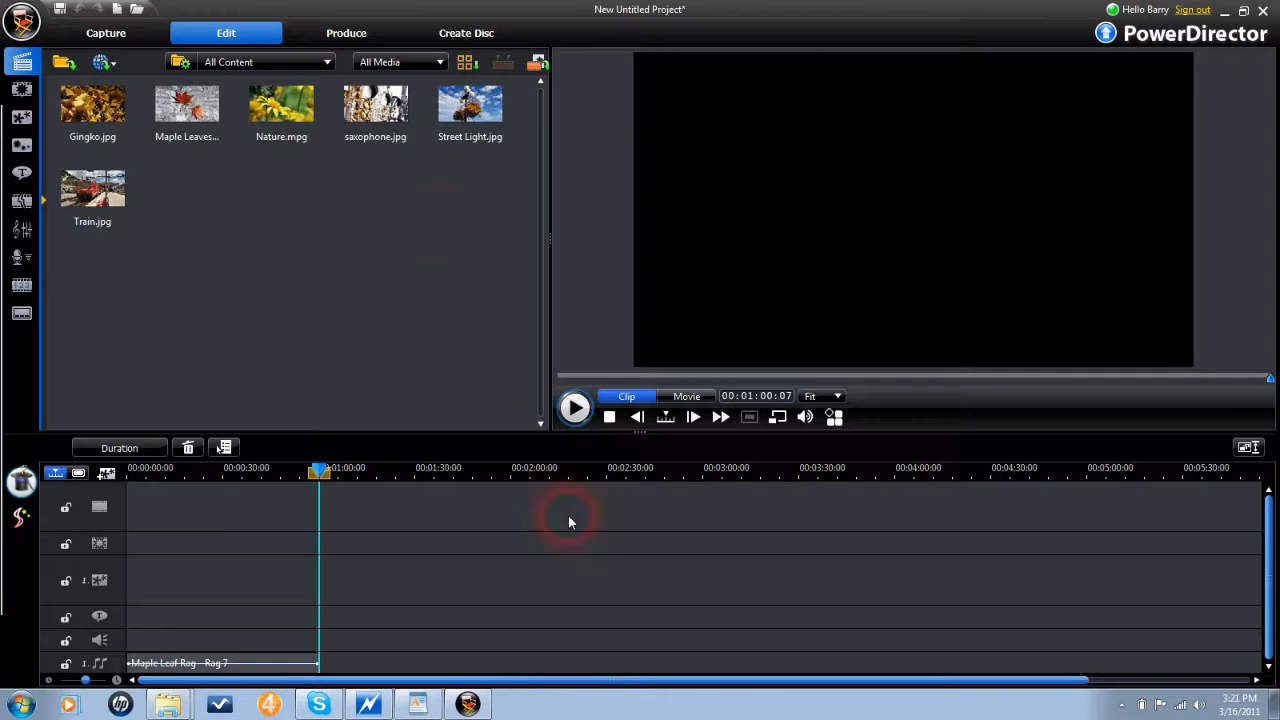 New Untitled Project*
Hello Barry Sign out
Capture Edit Produce Create Disc
PowerDirector
All Content All Media
Gingko.jpg Maple Leaves... Nature.mpg saxophone.jpg Street Light.jpg
Train.jpg
Clip Movie 00:01:00:07 Fit
Duration
00:00:00:00 00:00:30:00 01:00:00 00:01:30:00 00:02:00:00 00:02:30:00 00:03:00:00 00:03:30:00 00:04:00:00 00:04:30:00 00:05:00:00 00:05:30:00
1.
Maple Leaf Rag - Rag 7
1.
3:21 PM
3/16/2011